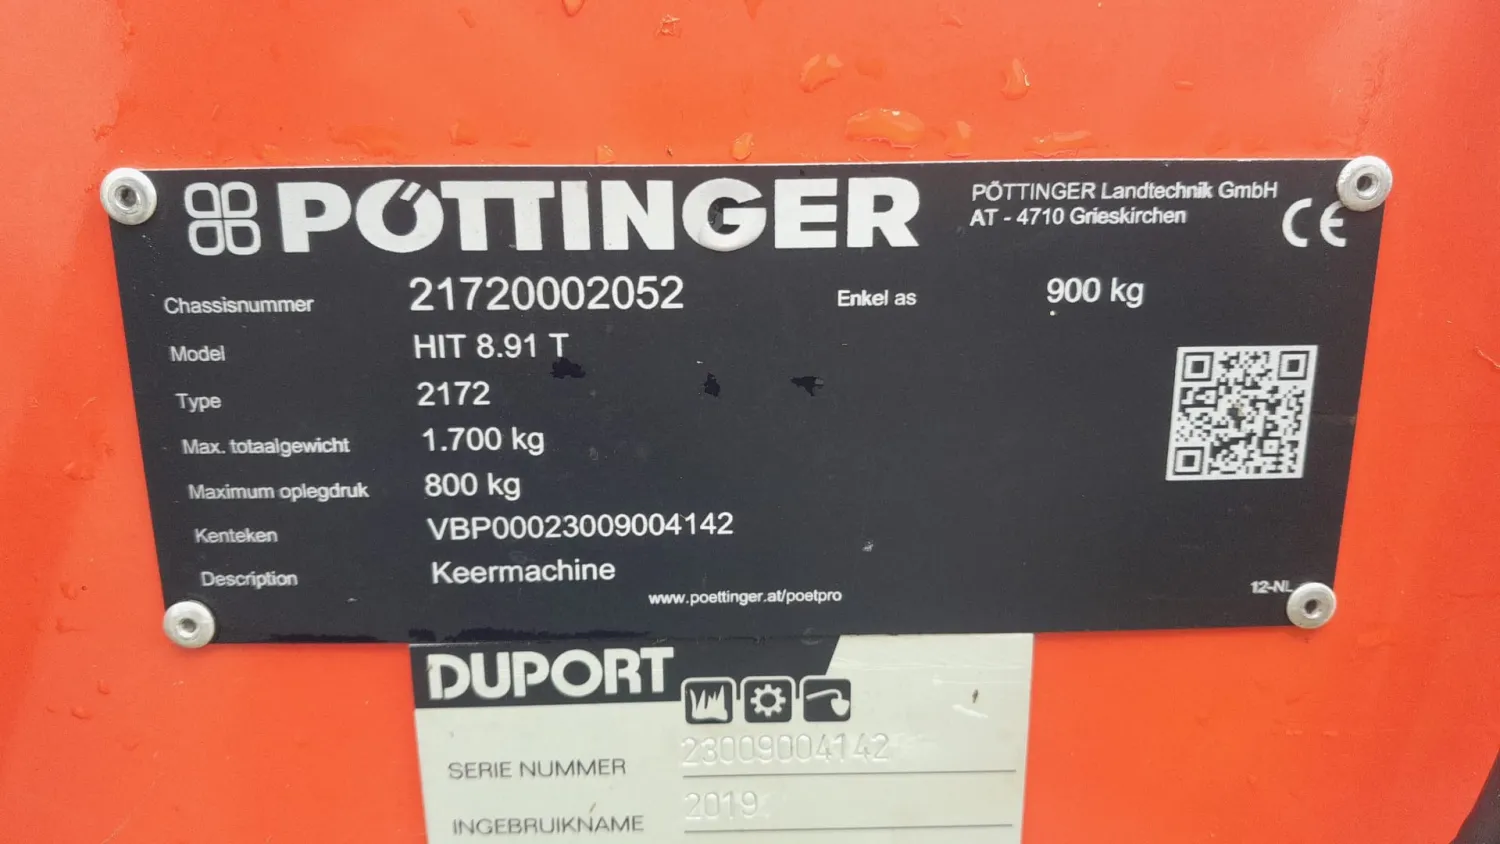 PÖTTINGER
PÖTTINGER Landtechnik GmbH
AT - 4710 Grieskirchen
CE
Chassisnummer 21720002052 Enkel as 900 kg
Model HIT 8.91 T
Type 2172
Max. totaalgewicht 1.700 kg
Maximum oplegdruk 800 kg
Kenteken VBP00023009004142
Description Keermachine
www.poettinger.at/poetpro
12-NL
DUPORT
SERIE NUMMER 23009004142
INGEBRUIKNAME 2019